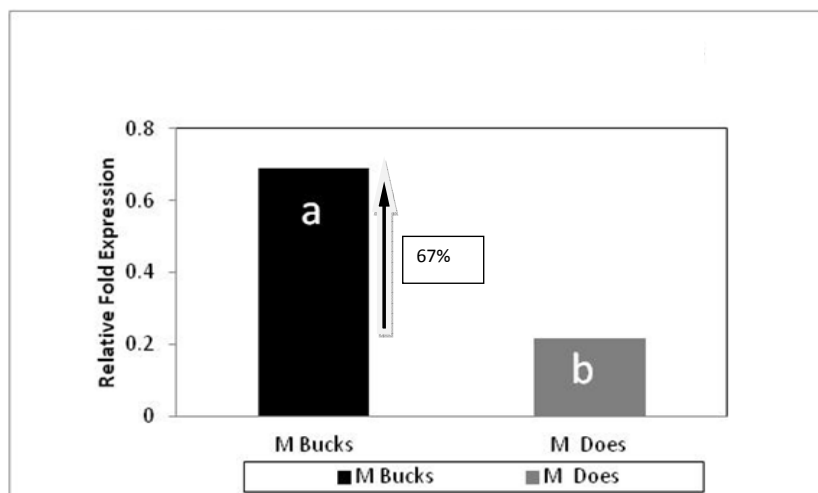 Relative Fold Expression
0.8
0.6
0.4
0.2
0
a
67%
b
M Bucks
M Does
M Bucks
M Does